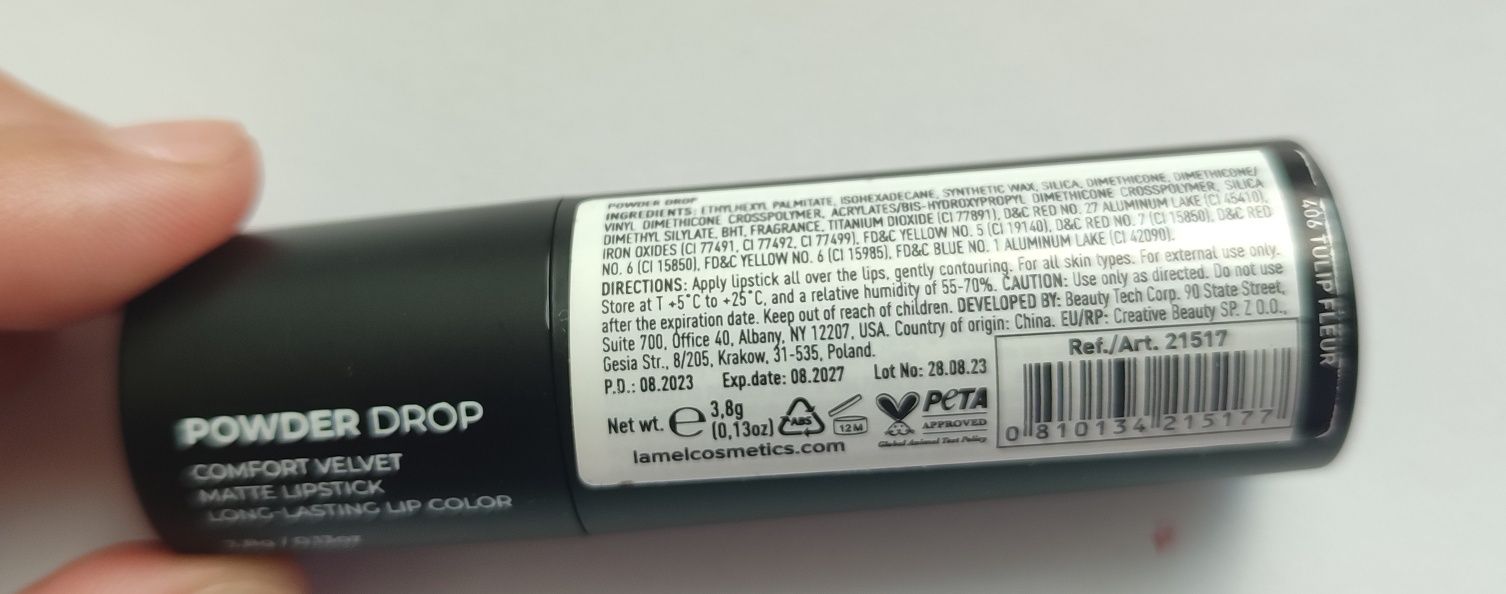 POWDER DROP
COMFORT VELVET
MATTE LIPSTICK
LONG-LASTING LIP COLOR
POWDER DROP
INGREDIENTS: ETHYLHEXYL PALMITATE, ISOHEXADECANE, SYNTHETIC WAX, SILICA, DIMETHICONE, DIMETHICONE/
VINYL DIMETHICONE CROSSPOLYMER, ACRYLATES/BIS-HYDROXYPROPYL DIMETHICONE CROSSPOLYMER, SILICA
DIMETHYL SILYLATE, BHT, FRAGRANCE, TITANIUM DIOXIDE (CI 77891), D&C RED NO. 27 ALUMINUM LAKE (CI 45410),
IRON OXIDES (CI 77491, CI 77492, CI 77499), FD&C YELLOW NO. 5 (CI 19140), D&C RED NO. 7 (CI 15850), D&C RED
NO. 6 (CI 15850), FD&C YELLOW NO. 6 (CI 15985), FD&C BLUE NO. 1 ALUMINUM LAKE (CI 42090).
DIRECTIONS: Apply lipstick all over the lips, gently contouring. For all skin types. For external use only.
Store at T +5°C to +25°C, and a relative humidity of 55-70%. CAUTION: Use only as directed. Do not use
after the expiration date. Keep out of reach of children. DEVELOPED BY: Beauty Tech Corp. 90 State Street,
Suite 700, Office 40, Albany, NY 12207, USA. Country of origin: China. EU/RP: Creative Beauty SP. Z O.O.,
Gesia Str., 8/205, Krakow, 31-535, Poland.
P.D.: 08.2023 Exp.date: 08.2027 Lot No: 28.08.23
Net wt. e 3,8g
(0,13oz)
ABS
12M
PETA
APPROVED
Global Animal Test Policy
lamelcosmetics.com
Ref./Art. 21517
0 810134 215177
406 TULIP FLEUR